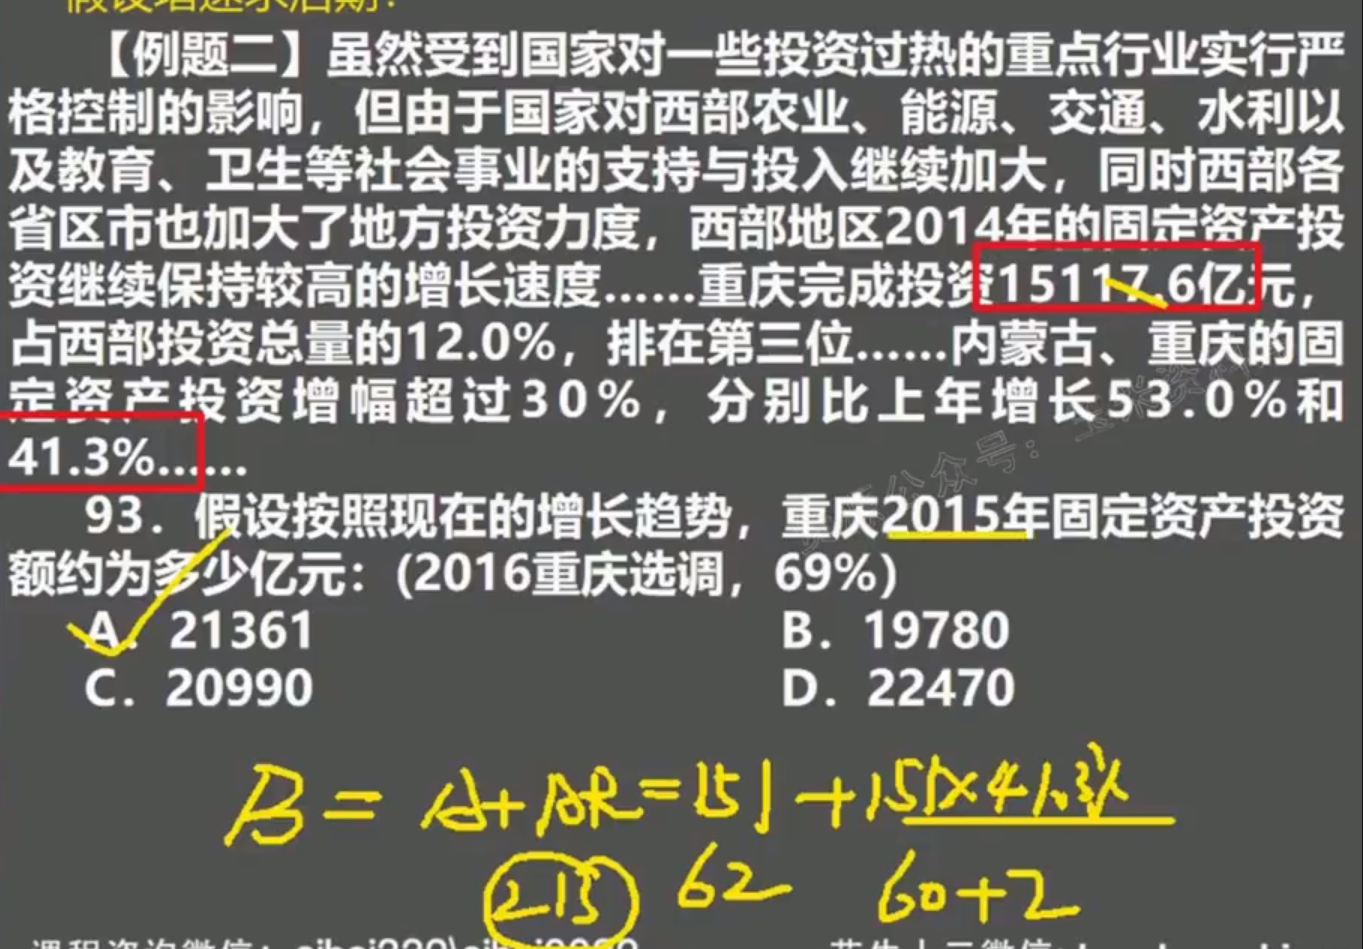 假设增速求后期：
【例题二】虽然受到国家对一些投资过热的重点行业实行严
格控制的影响，但由于国家对西部农业、能源、交通、水利以
及教育、卫生等社会事业的支持与投入继续加大，同时西部各
省区市也加大了地方投资力度，西部地区2014年的固定资产投
资继续保持较高的增长速度……重庆完成投资15117.6亿元，
占西部投资总量的12.0%，排在第三位……内蒙古、重庆的固
定资产投资增幅超过30%，分别比上年增长53.0%和
41.3%……
93．假设按照现在的增长趋势，重庆2015年固定资产投资
额约为多少亿元：(2016重庆选调，69%)
A．21361 B．19780
C．20990 D．22470
B = A+AR=151+151×41.3%
213 62 60+2